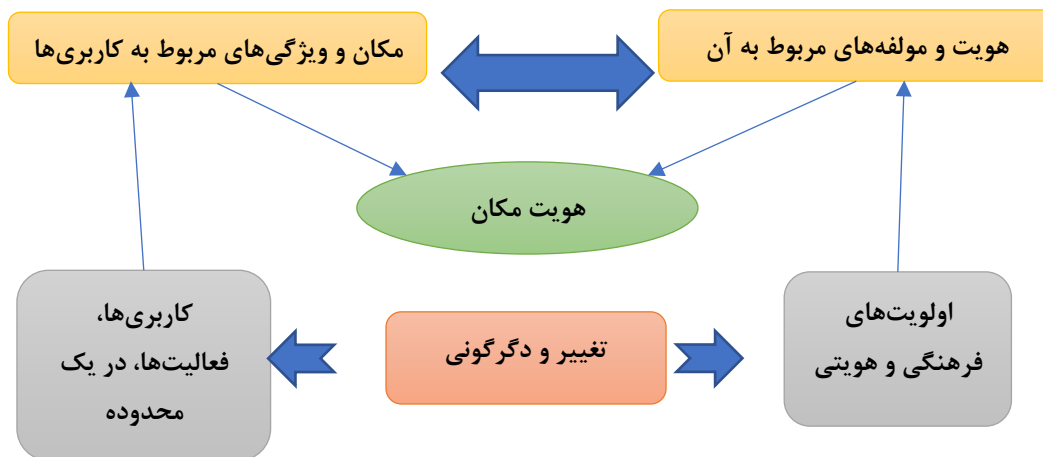 هویت و مولفه‌های مربوط به آن
مکان و ویژگی‌های مربوط به کاربری‌ها
هویت مکان
اولویت‌های
فرهنگی و هویتی
تغییر و دگرگونی
کاربری‌ها،
فعالیت‌ها، در یک
محدوده